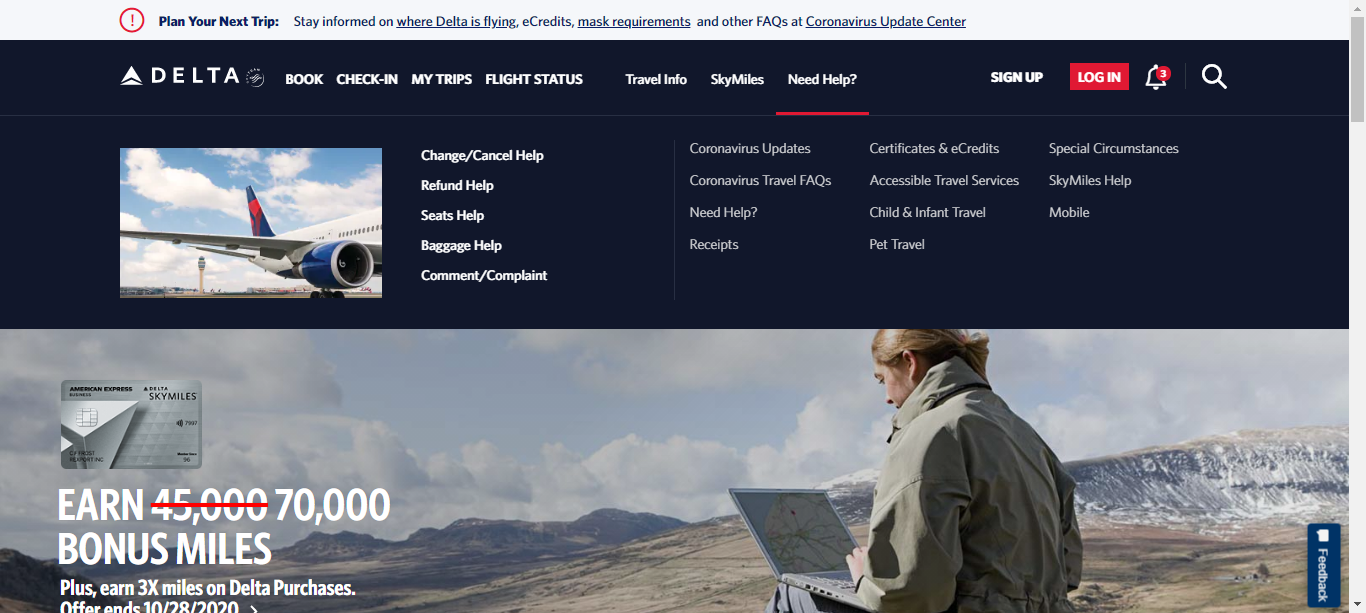 Plan Your Next Trip: Stay informed on where Delta is flying, eCredits, mask requirements and other FAQs at Coronavirus Update Center
DELTA BOOK CHECK-IN MY TRIPS FLIGHT STATUS Travel Info SkyMiles Need Help? SIGN UP LOG IN 3
Change/Cancel Help
Refund Help
Seats Help
Baggage Help
Comment/Complaint
Coronavirus Updates
Coronavirus Travel FAQs
Need Help?
Receipts
Certificates & eCredits
Accessible Travel Services
Child & Infant Travel
Pet Travel
Special Circumstances
SkyMiles Help
Mobile
AMERICAN EXPRESS
BUSINESS
DELTA
SKYMILES
7997
C F FROST
96
EARN 45,000 70,000
BONUS MILES
Plus, earn 3X miles on Delta Purchases.
Offer ends 10/28/2020
Feedback